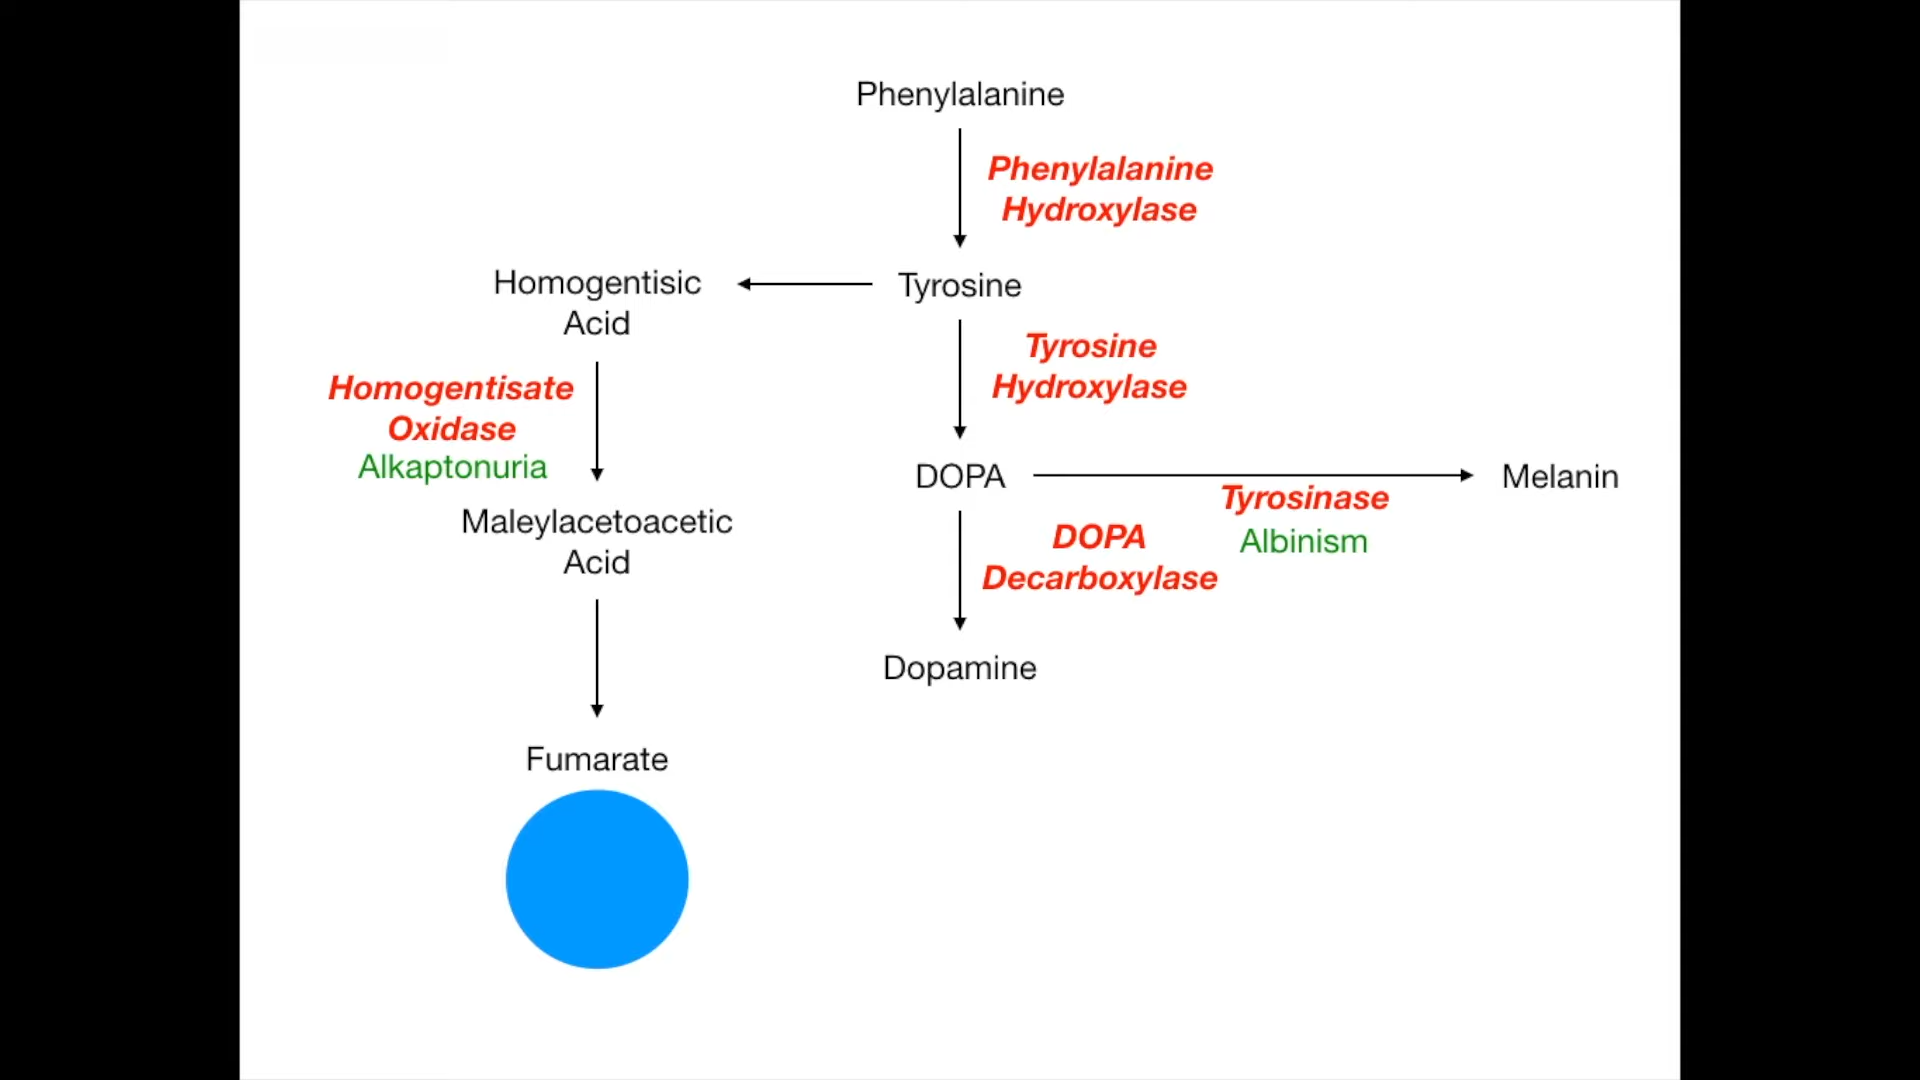 Phenylalanine
Phenylalanine
Hydroxylase
Homogentisic
Acid
Tyrosine
Tyrosine
Hydroxylase
Homogentisate
Oxidase
Alkaptonuria
DOPA
Melanin
Tyrosinase
Albinism
DOPA
Decarboxylase
Maleylacetoacetic
Acid
Dopamine
Fumarate